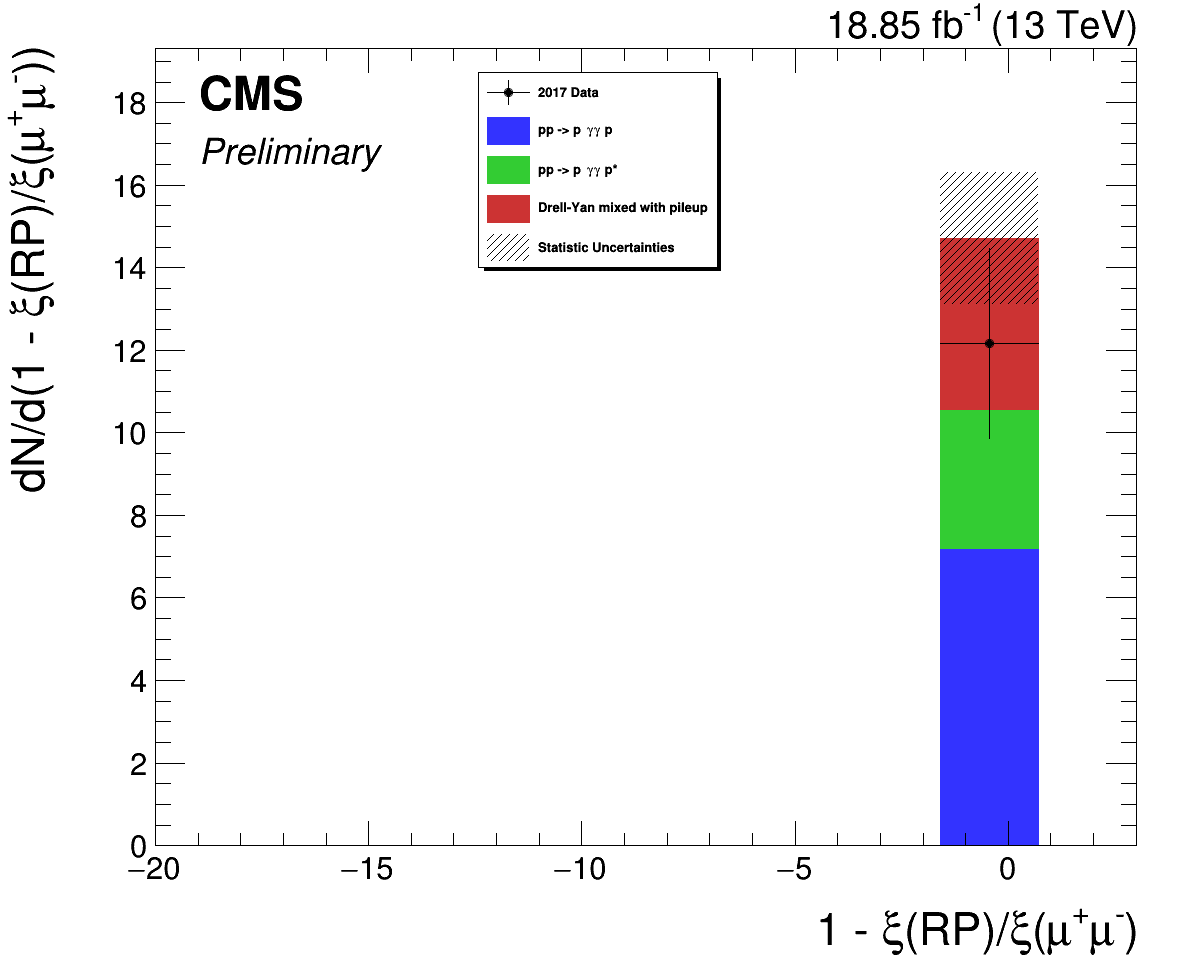 18.85 fb⁻¹ (13 TeV)
CMS
Preliminary
2017 Data
pp -> p γγ p
pp -> p γγ p*
Drell-Yan mixed with pileup
Statistic Uncertainties
dN/d(1 - ξ(RP)/ξ(μ⁺μ⁻))
18
16
14
12
10
8
6
4
2
0
−20 −15 −10 −5 0
1 - ξ(RP)/ξ(μ⁺μ⁻)